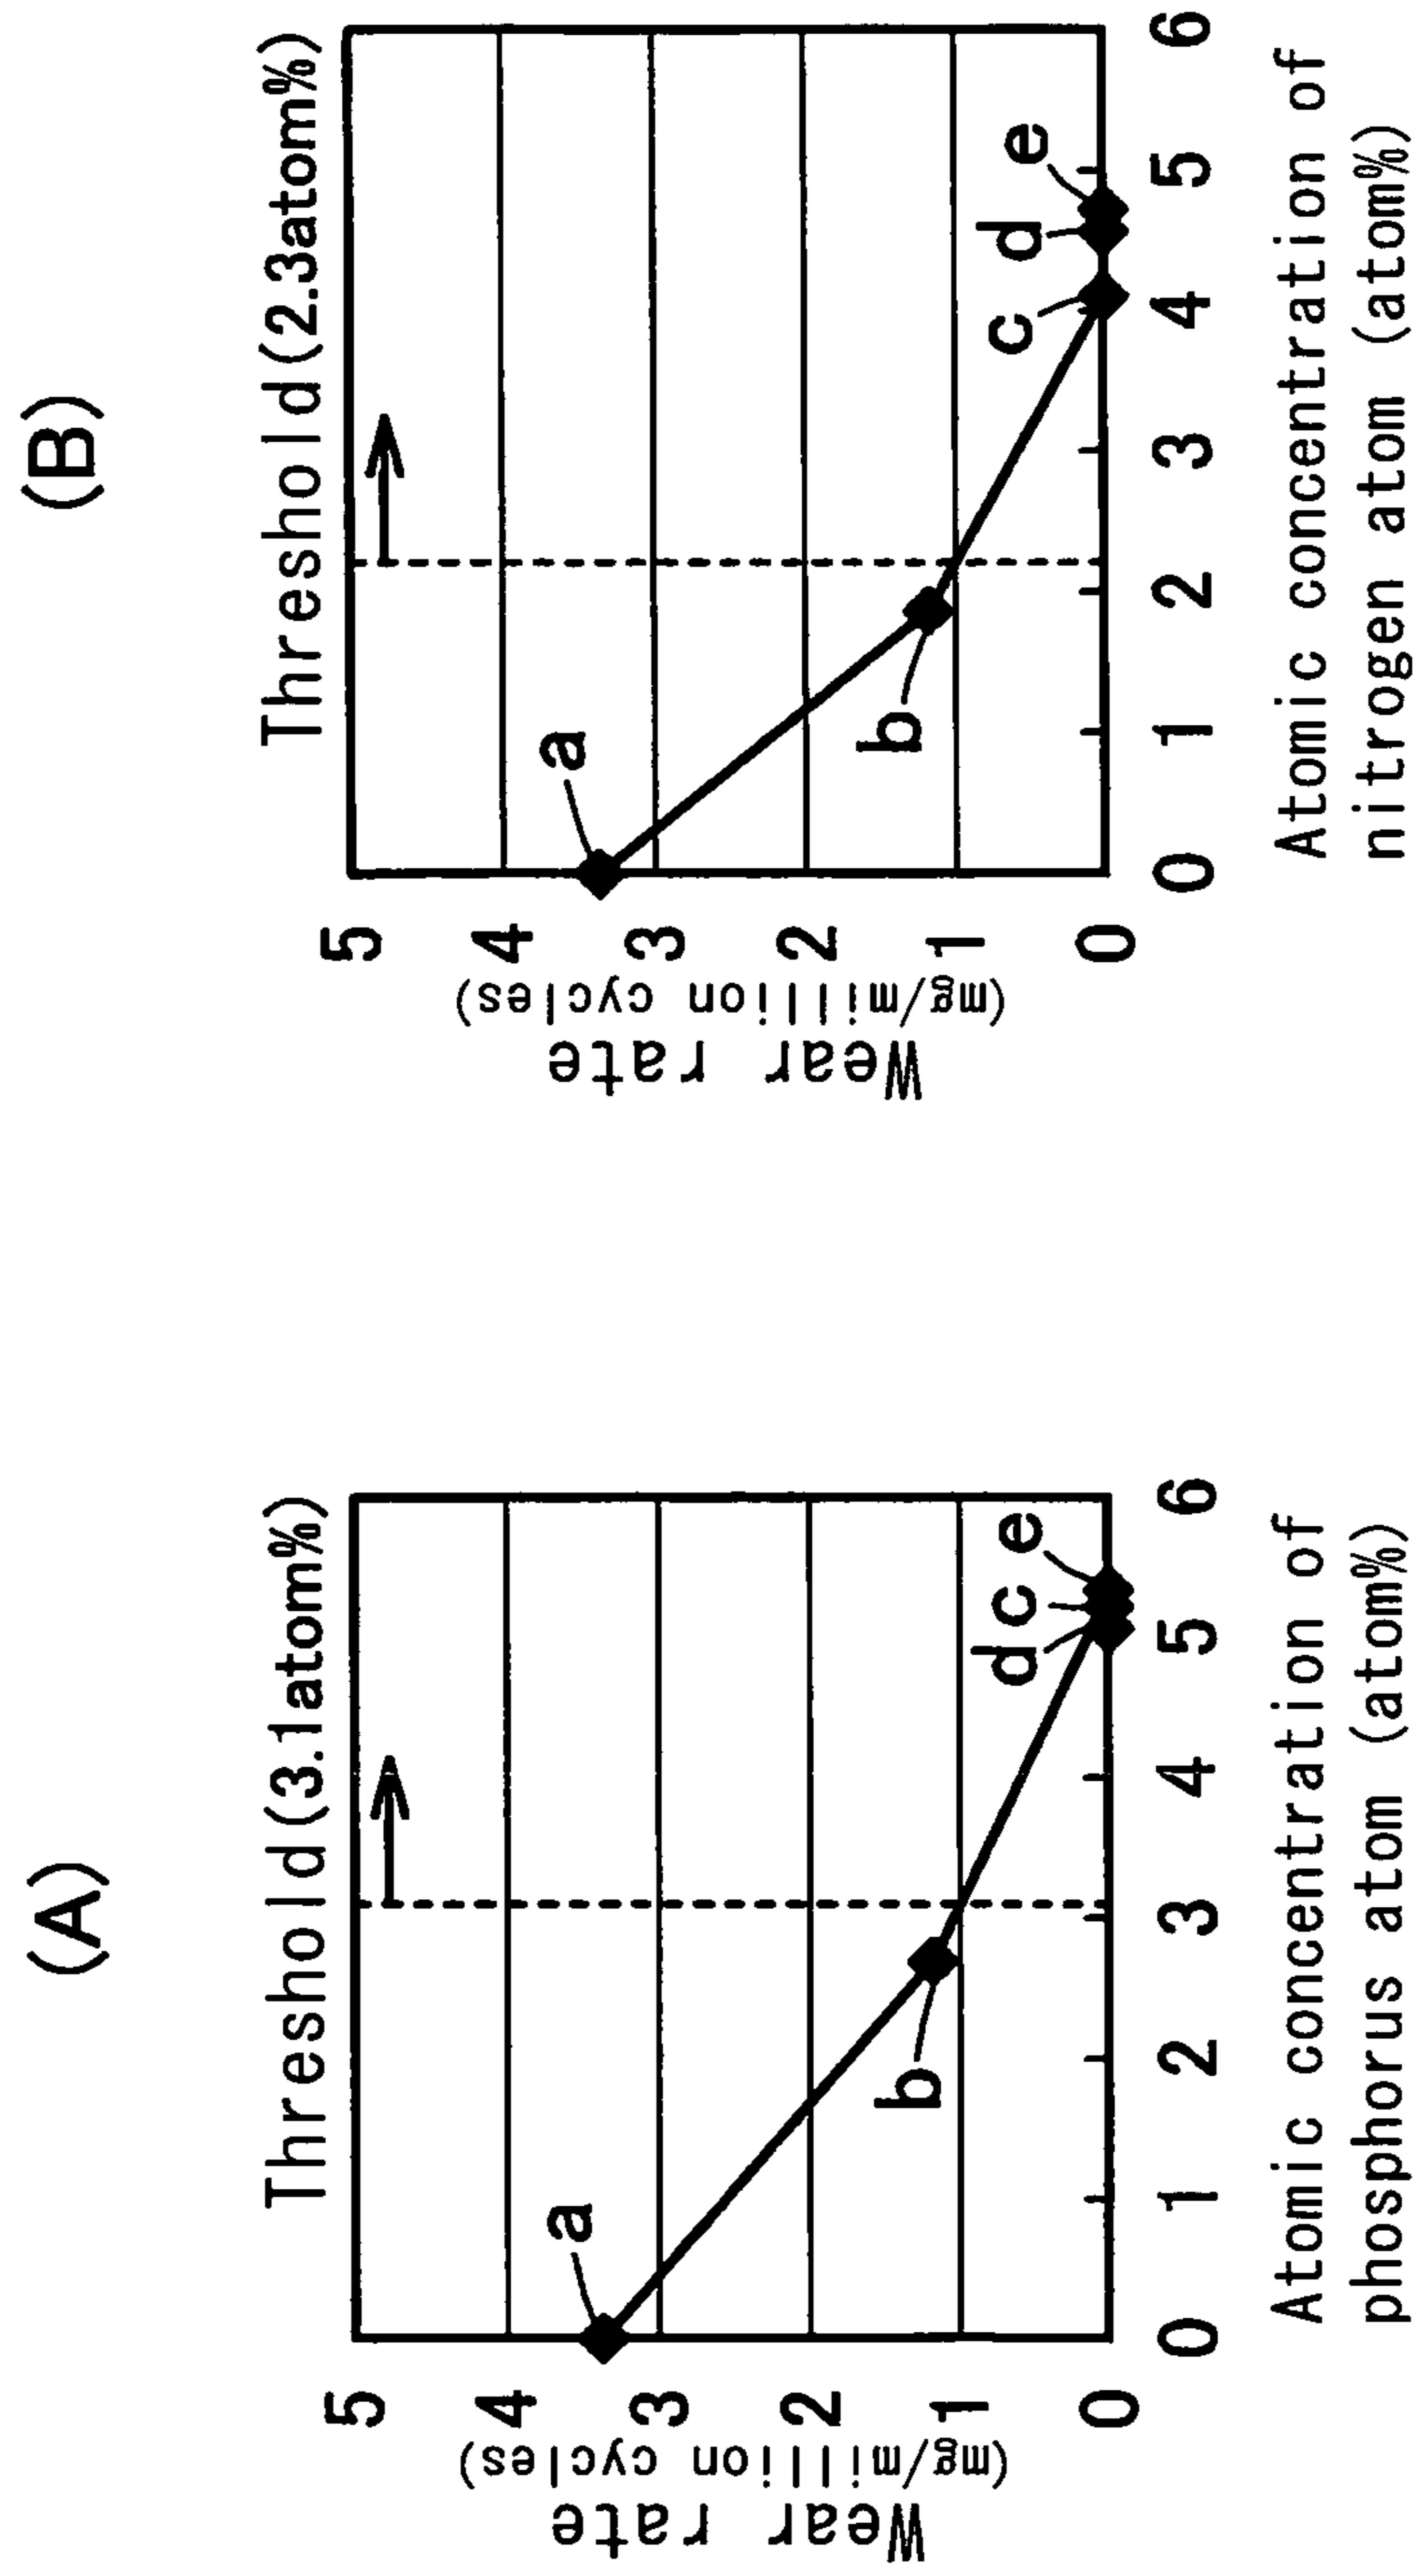 (A)
Threshold(3.1atom%)
Wear rate
(mg/million cycles)
5
4
3
2
1
0
a
b
d
c
e
0 1 2 3 4 5 6
Atomic concentration of
phosphorus atom (atom%)
(B)
Threshold(2.3atom%)
Wear rate
(mg/million cycles)
5
4
3
2
1
0
a
b
c
d
e
0 1 2 3 4 5 6
Atomic concentration of
nitrogen atom (atom%)